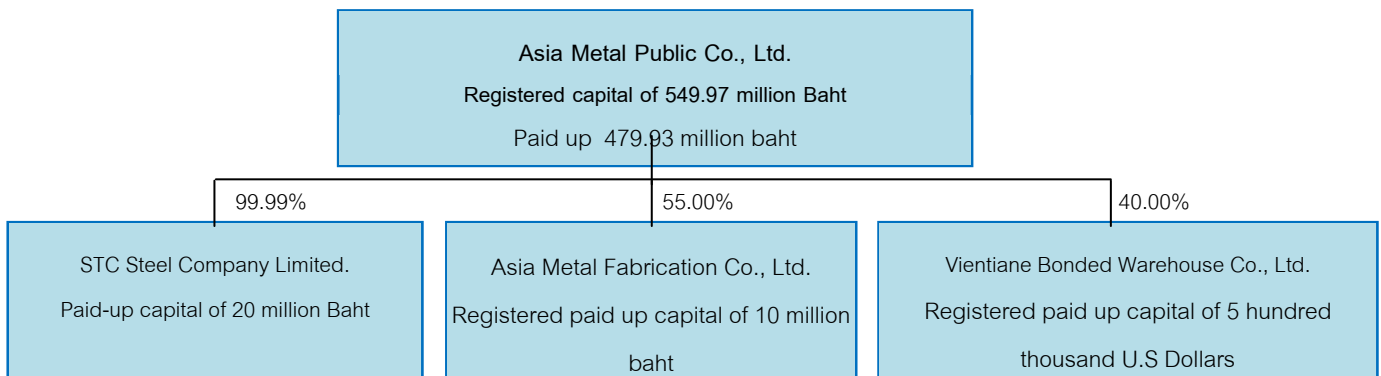 Asia Metal Public Co., Ltd.
Registered capital of 549.97 million Baht
Paid up 479.93 million baht
99.99%
55.00%
40.00%
STC Steel Company Limited.
Paid-up capital of 20 million Baht
Asia Metal Fabrication Co., Ltd.
Registered paid up capital of 10 million
baht
Vientiane Bonded Warehouse Co., Ltd.
Registered paid up capital of 5 hundred
thousand U.S Dollars